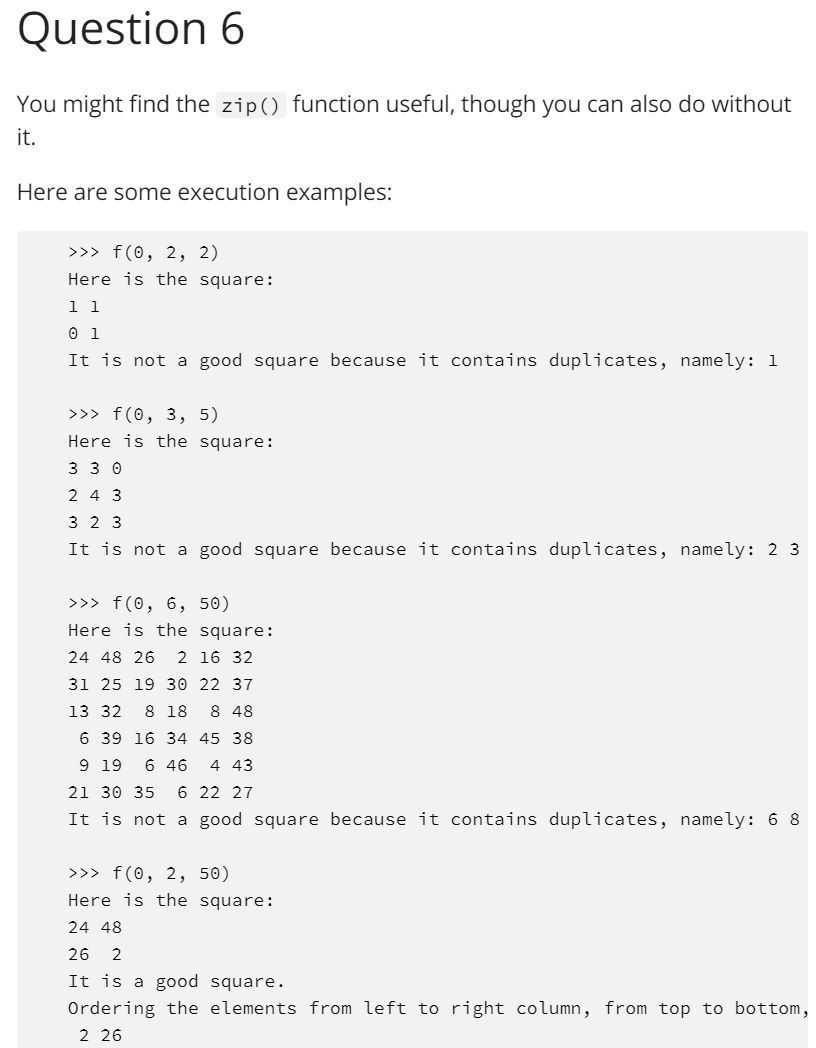 Question 6
You might find the zip() function useful, though you can also do without
it.
Here are some execution examples:
>>> f(0, 2, 2)
Here is the square:
1 1
0 1
It is not a good square because it contains duplicates, namely: 1
>>> f(0, 3, 5)
Here is the square:
3 3 0
2 4 3
3 2 3
It is not a good square because it contains duplicates, namely: 2 3
>>> f(0, 6, 50)
Here is the square:
24 48 26  2 16 32
31 25 19 30 22 37
13 32  8 18  8 48
 6 39 16 34 45 38
 9 19  6 46  4 43
21 30 35  6 22 27
It is not a good square because it contains duplicates, namely: 6 8
>>> f(0, 2, 50)
Here is the square:
24 48
26  2
It is a good square.
Ordering the elements from left to right column, from top to bottom,
 2 26